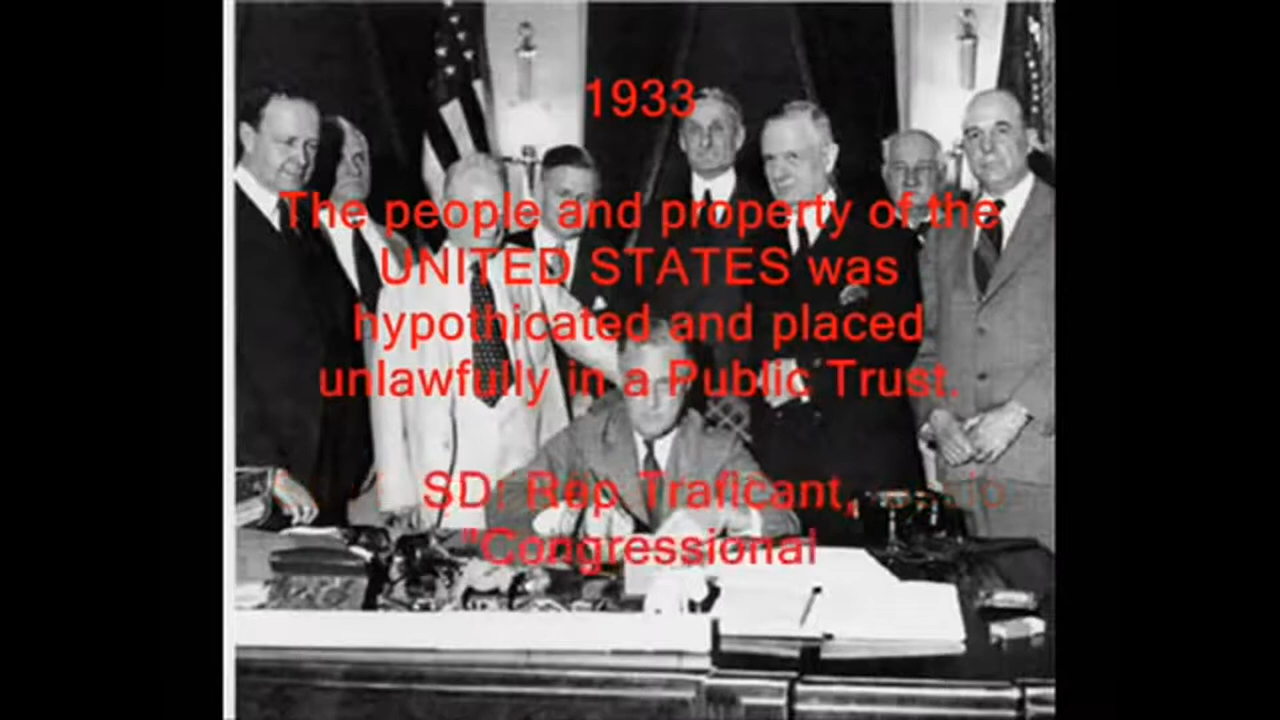 1933
The people and property of the
UNITED STATES was
hypothicated and placed
unlawfully in a Public Trust.
SD: Rep Traficant,
"Congressional